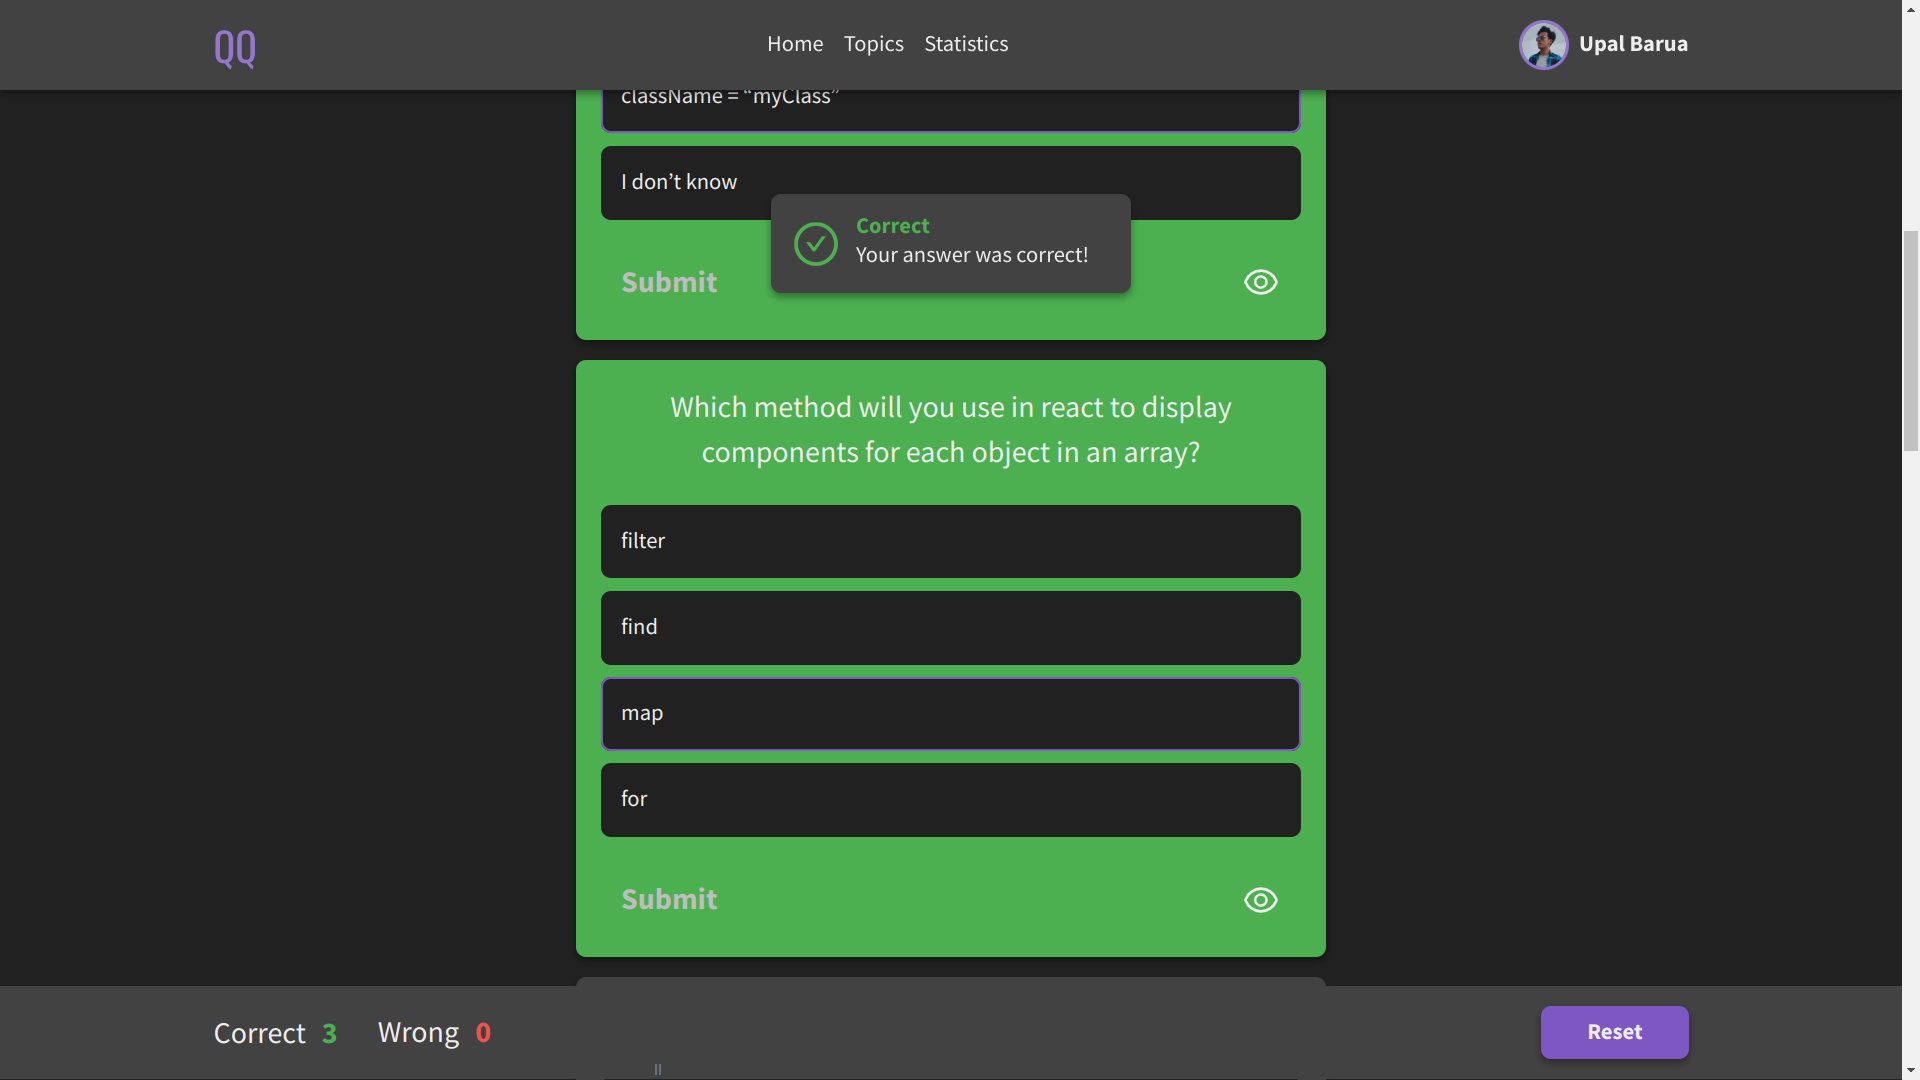 QQ
Home Topics Statistics
Upal Barua
className = “myClass”
I don’t know
Correct
Your answer was correct!
Submit
Which method will you use in react to display
components for each object in an array?
filter
find
map
for
Submit
Correct 3 Wrong 0
Reset